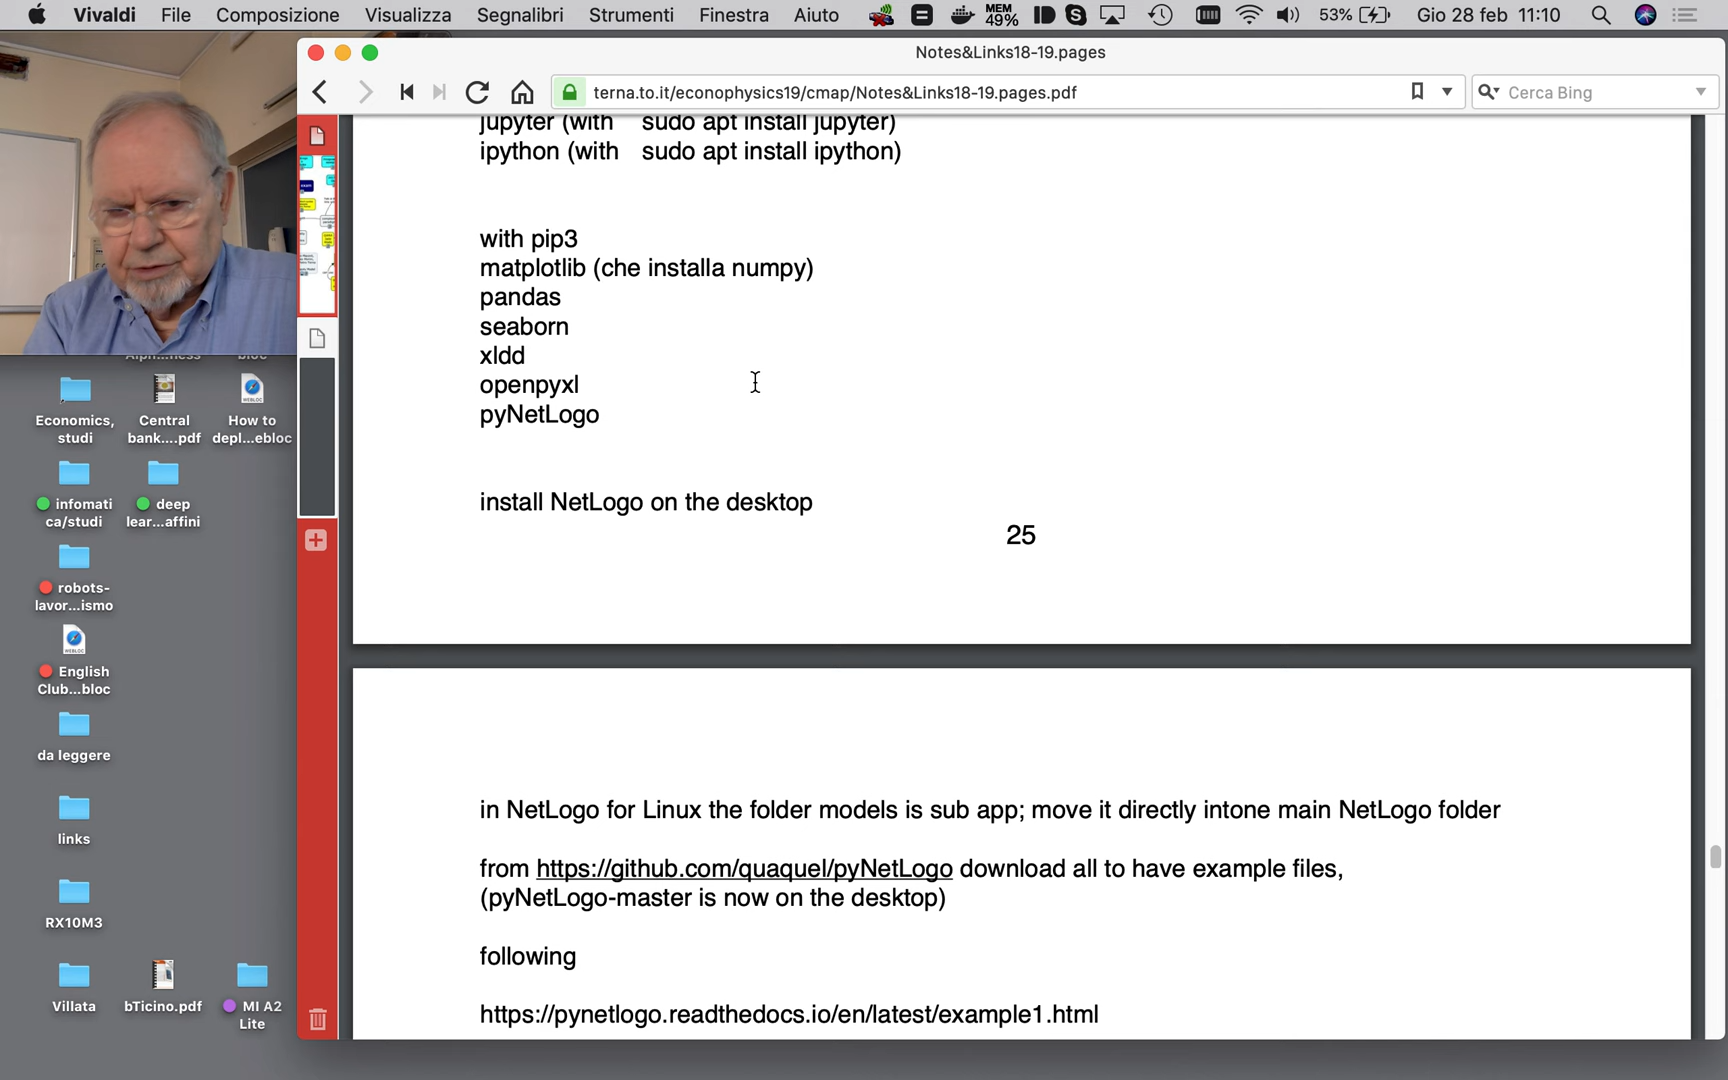 Vivaldi File Composizione Visualizza Segnalibri Strumenti Finestra Aiuto MEM 49% 53% Gio 28 feb 11:10
Notes&Links18-19.pages
terna.to.it/econophysics19/cmap/Notes&Links18-19.pages.pdf
Cerca Bing
jupyter (with sudo apt install jupyter)
ipython (with sudo apt install ipython)
with pip3
matplotlib (che installa numpy)
pandas
seaborn
xldd
openpyxl
pyNetLogo
install NetLogo on the desktop
25
in NetLogo for Linux the folder models is sub app; move it directly intone main NetLogo folder
from https://github.com/quaquel/pyNetLogo download all to have example files,
(pyNetLogo-master is now on the desktop)
following
https://pynetlogo.readthedocs.io/en/latest/example1.html
Economics,
studi
Central
bank....pdf
How to
depl...ebloc
infomati
ca/studi
deep
lear...affini
robots-
lavor...ismo
WEBLOC
English
Club...bloc
da leggere
links
RX10M3
Villata
bTicino.pdf
MI A2
Lite